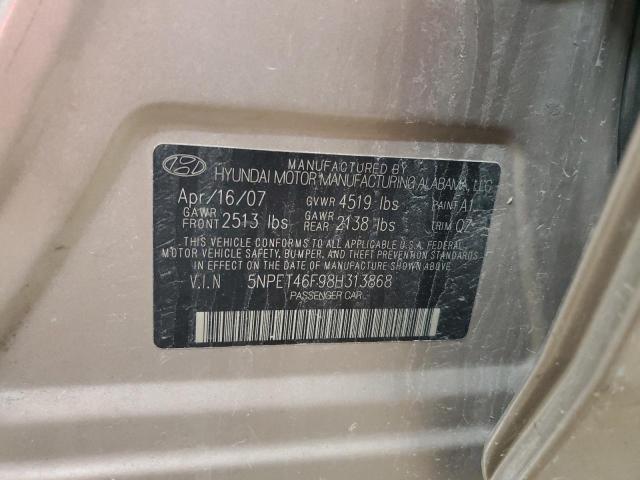 MANUFACTURED BY
HYUNDAI MOTOR MANUFACTURING ALABAMA, LLC
Apr/16/07 GVWR 4519 lbs PAINT A1
GAWR FRONT 2513 lbs GAWR REAR 2138 lbs TRIM Q7
THIS VEHICLE CONFORMS TO ALL APPLICABLE U.S.A. FEDERAL
MOTOR VEHICLE SAFETY, BUMPER, AND THEFT PREVENTION STANDARDS
IN EFFECT ON THE DATE OF MANUFACTURE SHOWN ABOVE.
V.I.N 5NPET46F98H313868
PASSENGER CAR